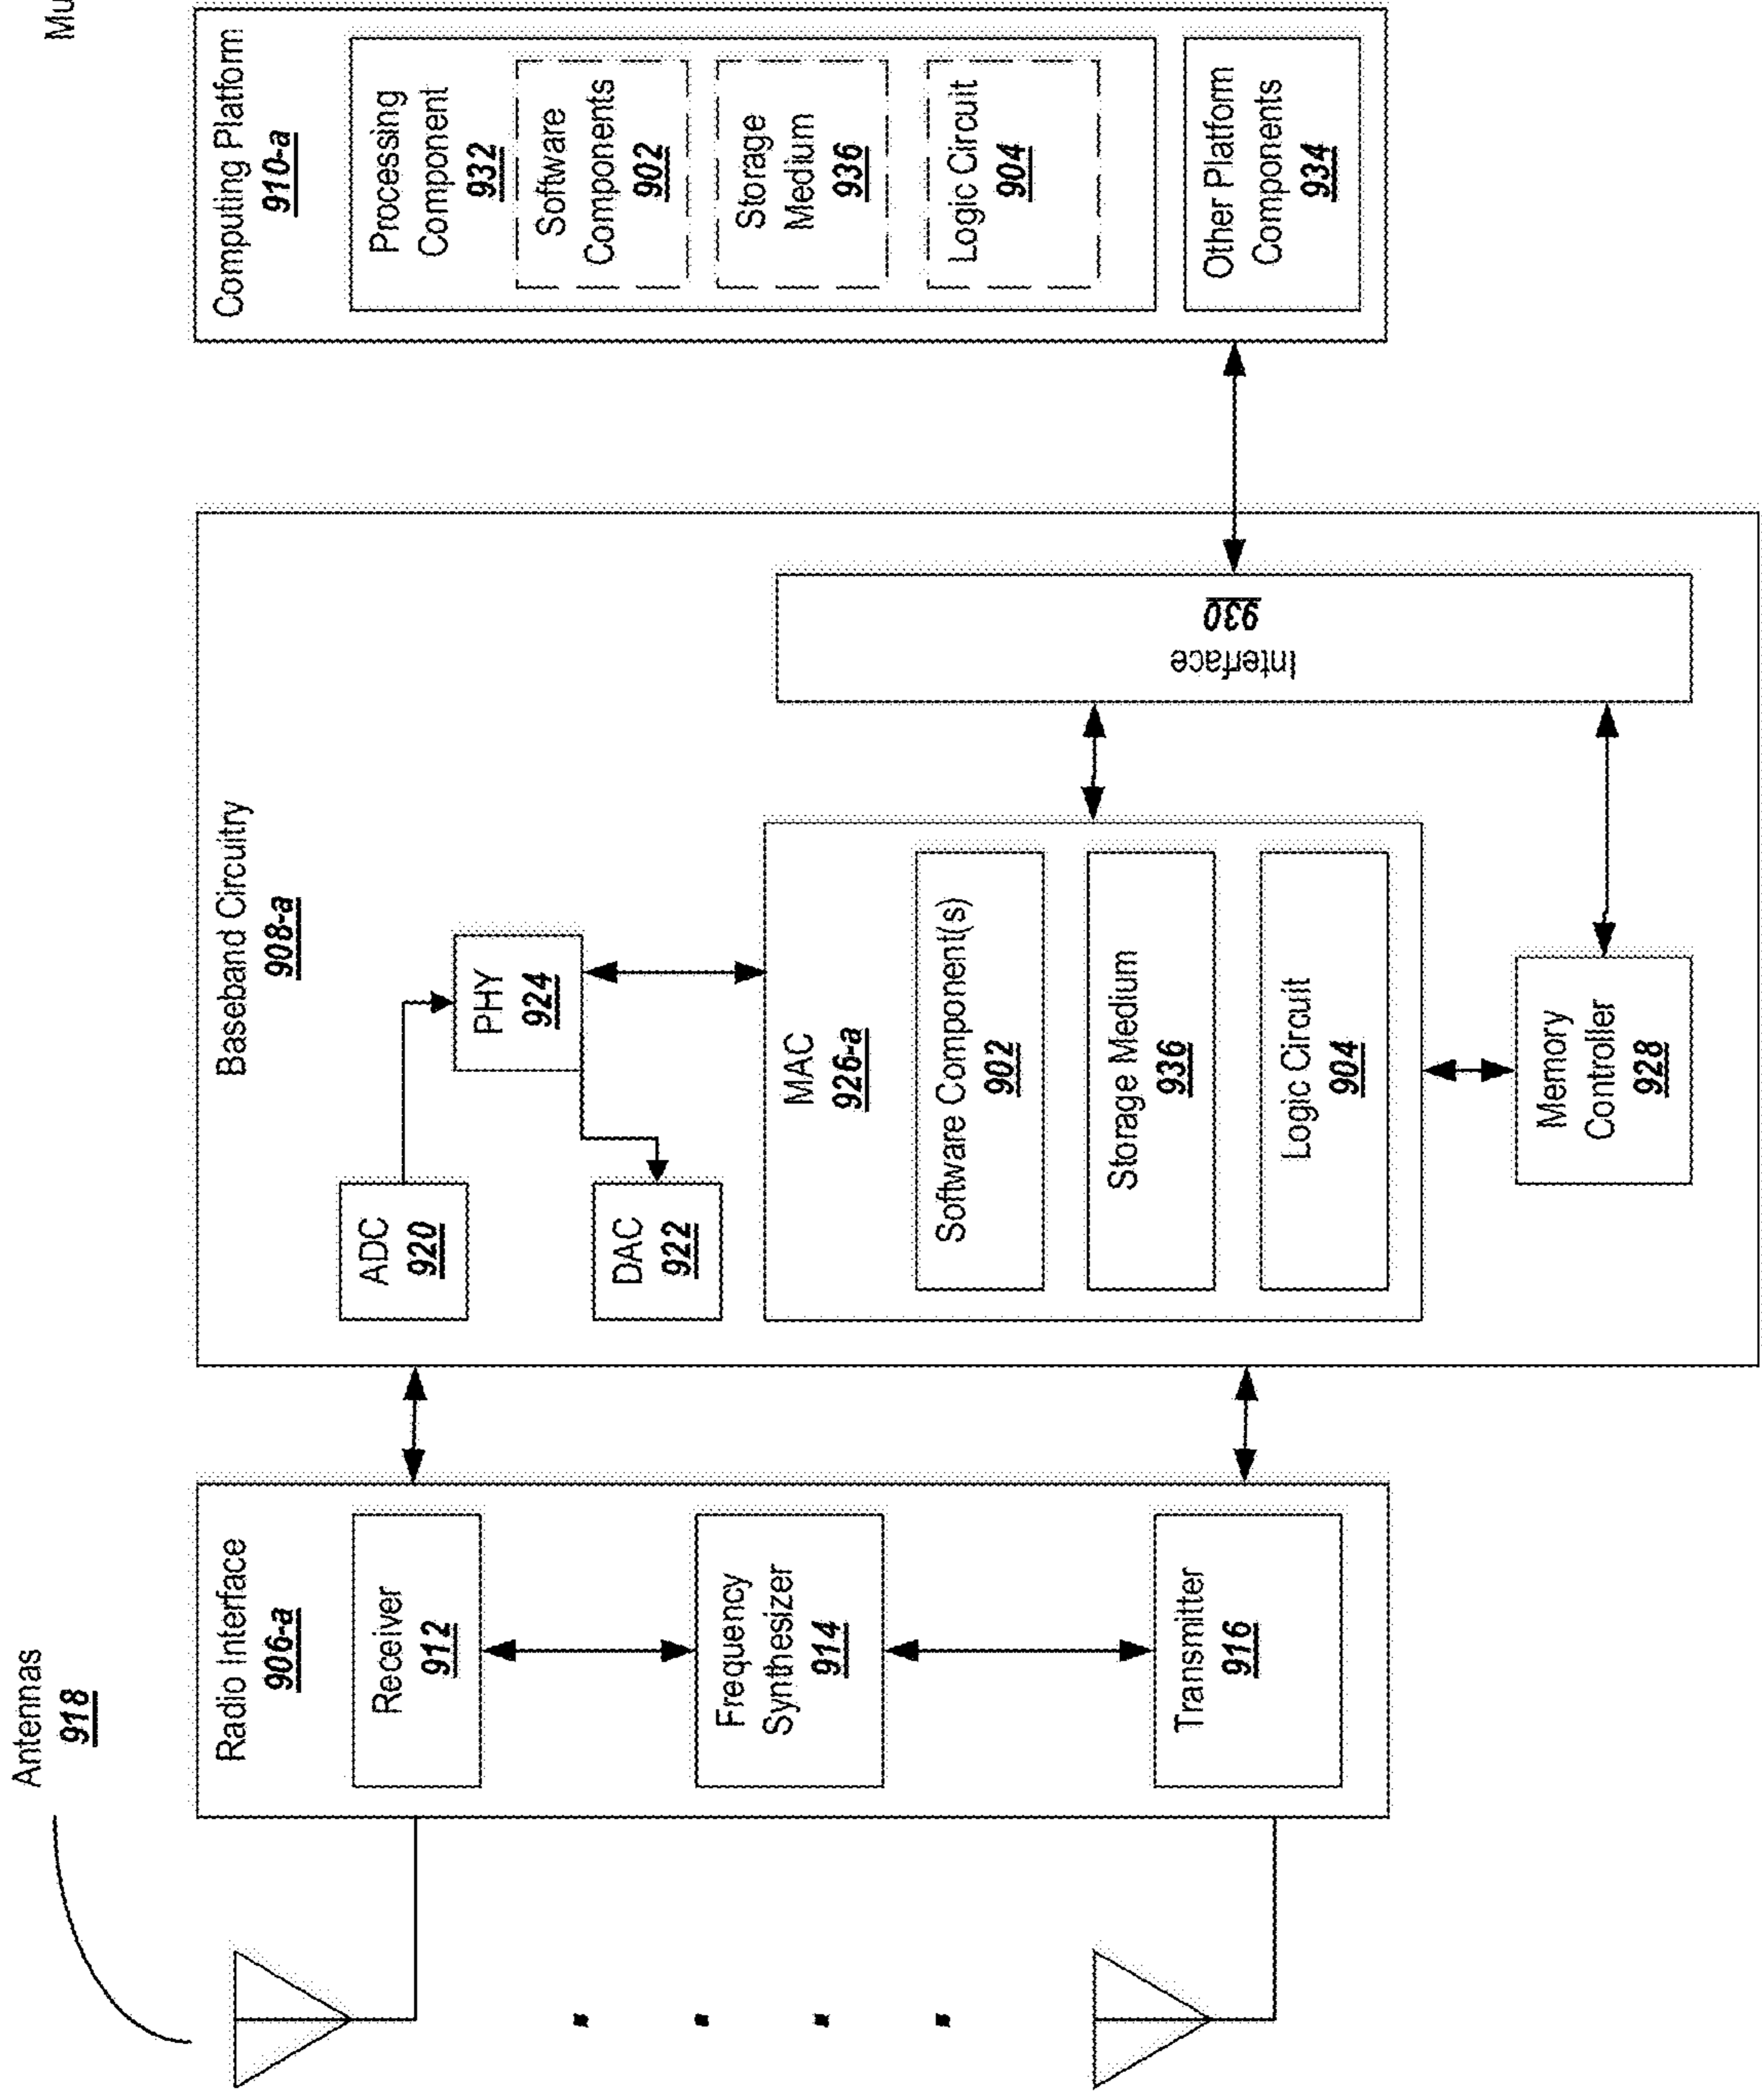 Mu
Antennas
918
Radio Interface
906-a
Receiver
912
Frequency
Synthesizer
914
Transmitter
916
Baseband Circuitry
908-a
ADC
920
PHY
924
DAC
922
MAC
926-a
Software Component(s)
902
Storage Medium
936
Logic Circuit
904
Memory
Controller
928
Interface
930
Computing Platform
910-a
Processing
Component
932
Software
Components
902
Storage
Medium
936
Logic Circuit
904
Other Platform
Components
934